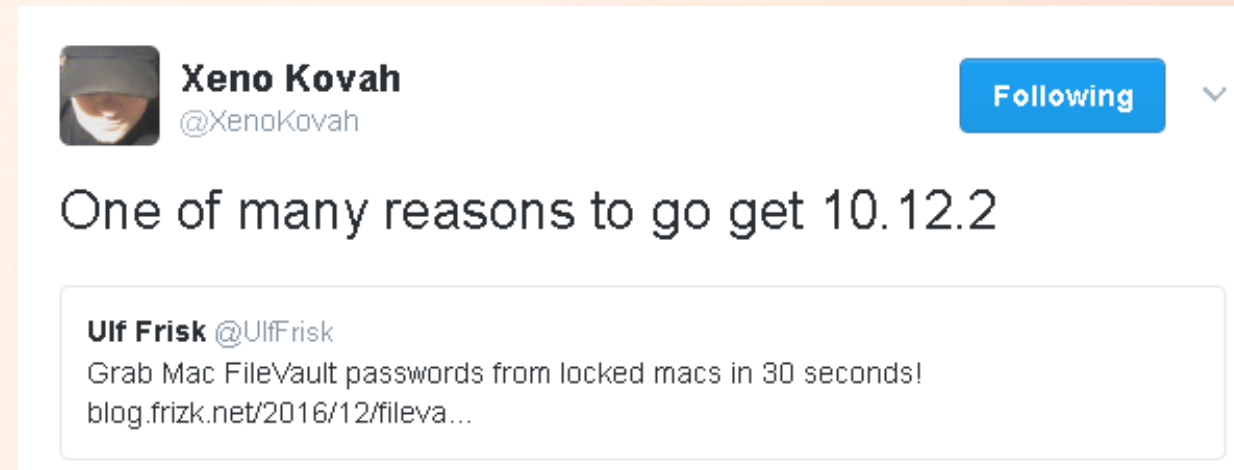 Xeno Kovah
@XenoKovah
Following
One of many reasons to go get 10.12.2
Ulf Frisk @UlfFrisk
Grab Mac FileVault passwords from locked macs in 30 seconds!
blog.frizk.net/2016/12/fileva...